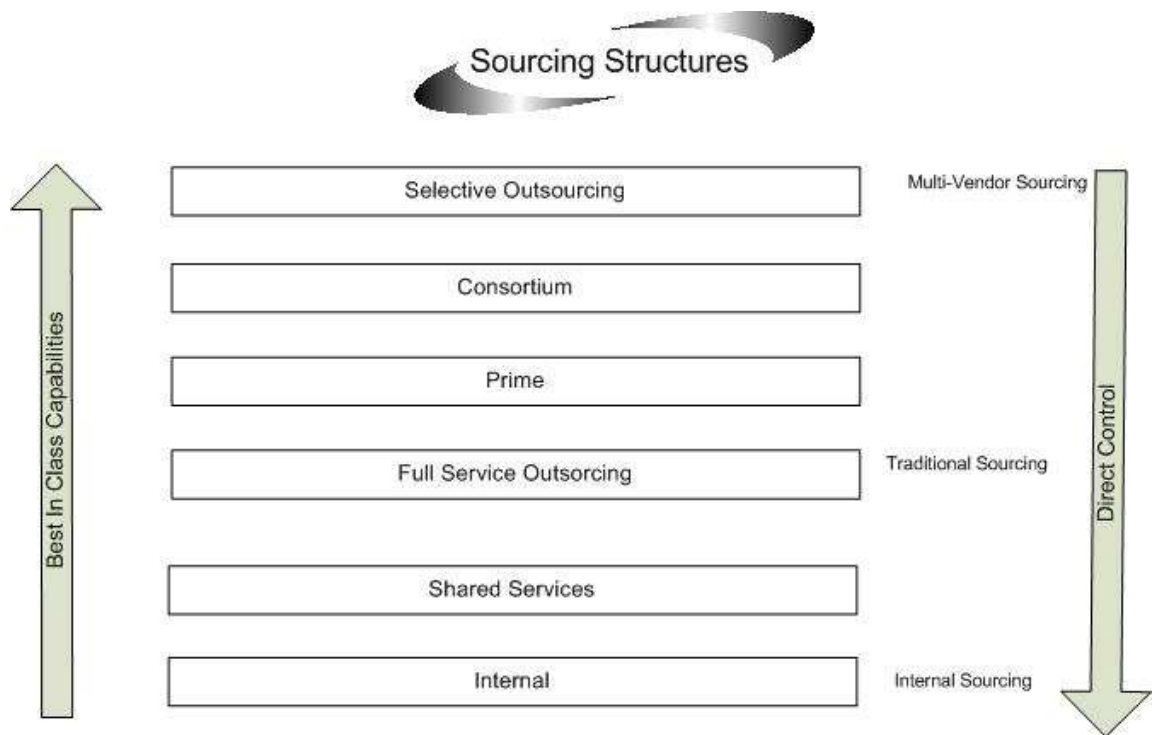 Sourcing Structures
Selective Outsourcing
Multi-Vendor Sourcing
Consortium
Prime
Full Service Outsorcing
Traditional Sourcing
Shared Services
Internal
Internal Sourcing
Best In Class Capabilities
Direct Control